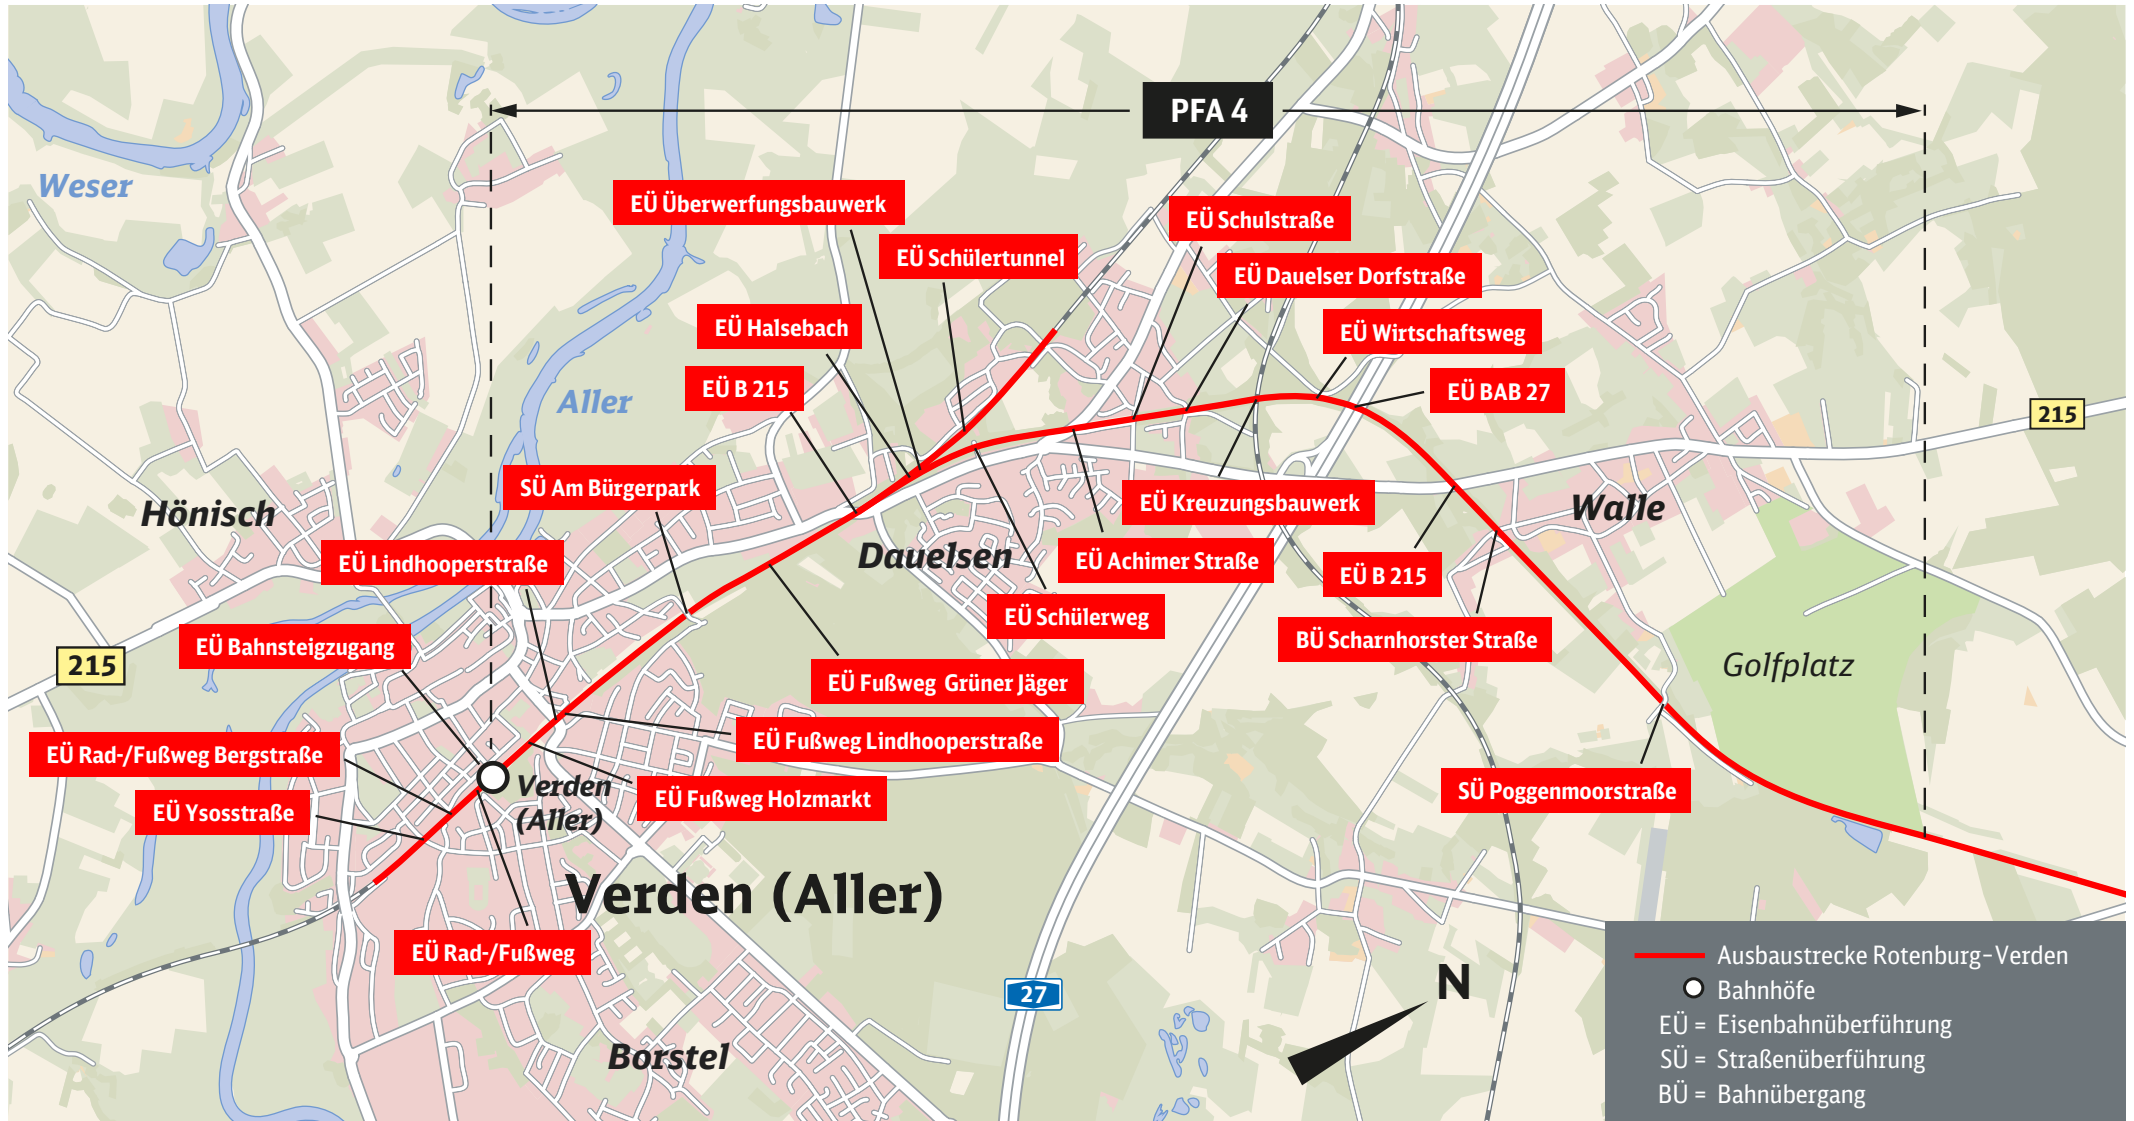 PFA 4
Weser
EÜ Überwerfungsbauwerk
EÜ Schulstraße
EÜ Schülertunnel
EÜ Dauelser Dorfstraße
EÜ Halsebach
EÜ Wirtschaftsweg
EÜ B 215
EÜ BAB 27
Aller
215
SÜ Am Bürgerpark
EÜ Kreuzungsbauwerk
Walle
Hönisch
Dauelsen
EÜ Lindhooperstraße
EÜ Achimer Straße
EÜ B 215
EÜ Schülerweg
EÜ Bahnsteigzugang
BÜ Scharnhorster Straße
215
Golfplatz
EÜ Fußweg Grüner Jäger
EÜ Fußweg Lindhooperstraße
EÜ Rad-/Fußweg Bergstraße
Verden
(Aller)
EÜ Fußweg Holzmarkt
SÜ Poggenmoorstraße
EÜ Ysosstraße
Verden (Aller)
EÜ Rad-/Fußweg
27
N
Borstel
Ausbaustrecke Rotenburg-Verden
Bahnhöfe
EÜ = Eisenbahnüberführung
SÜ = Straßenüberführung
BÜ = Bahnübergang